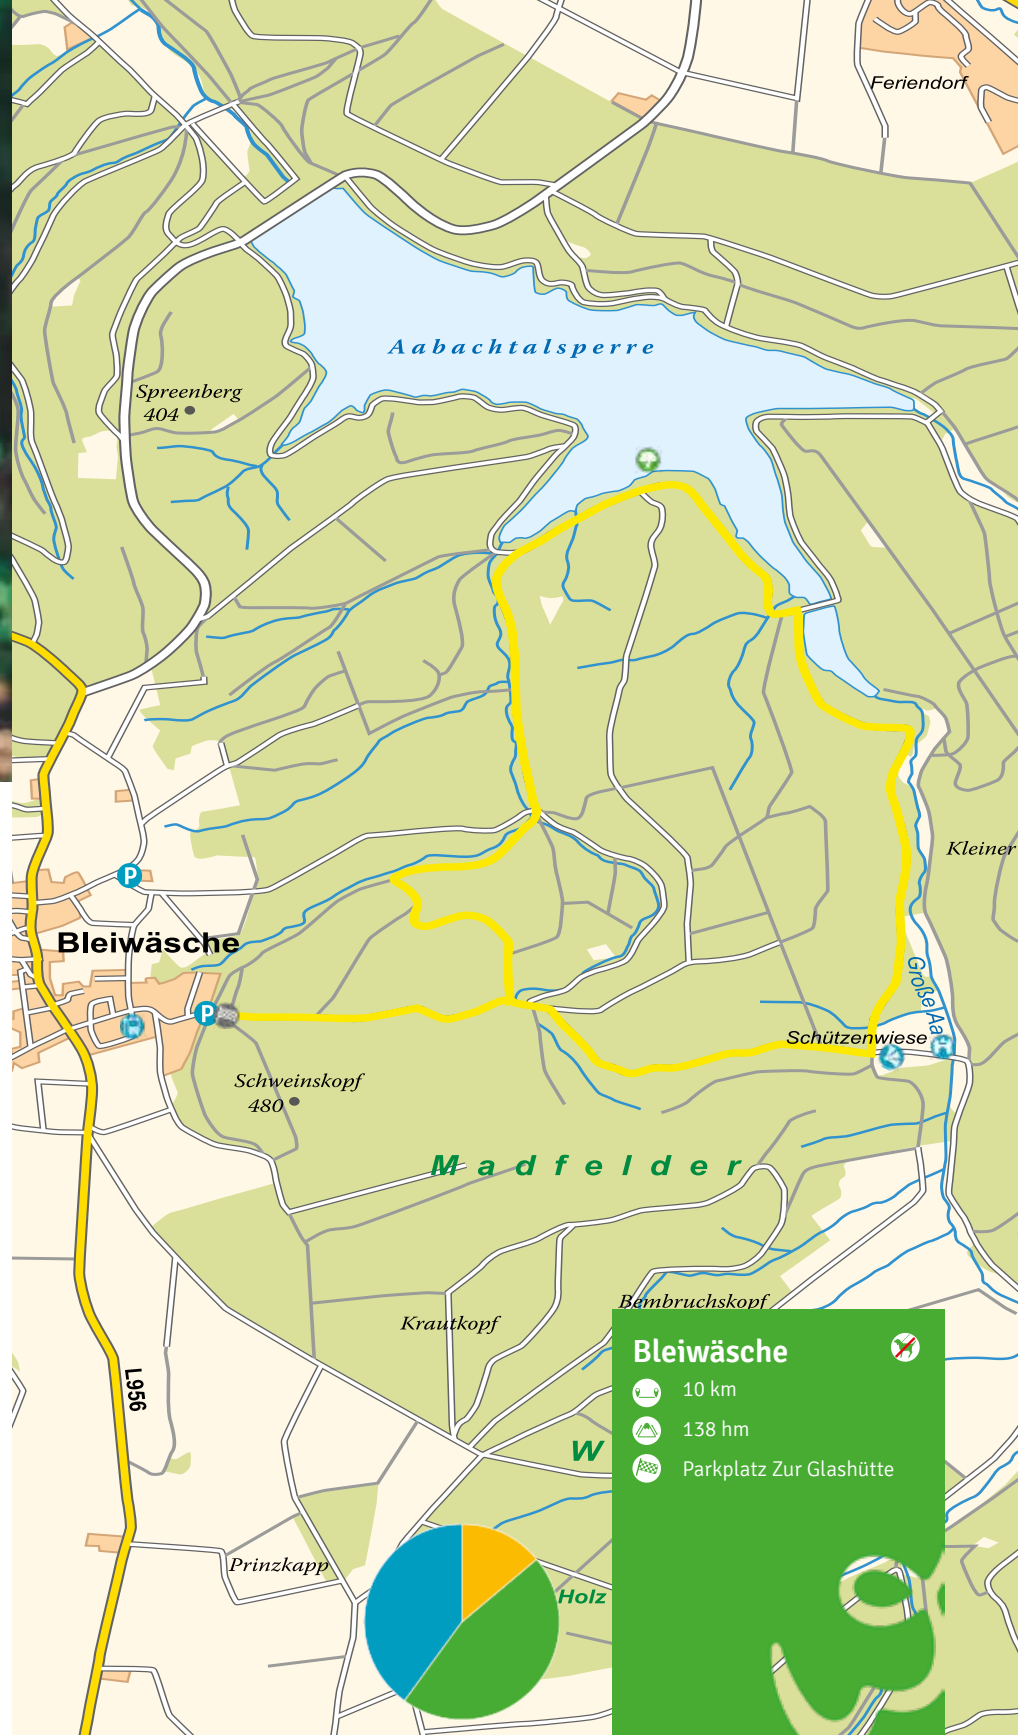 Feriendorf
Aabachtalsperre
Spreenberg
404
Kleiner
P
Bleiwäsche
Große Aa
P
Schützenwiese
Schweinskopf
480
Madfelder
Bembruchskopf
Krautkopf
Bleiwäsche
10 km
L956
138 hm
W
Parkplatz Zur Glashütte
Prinzkapp
Holz